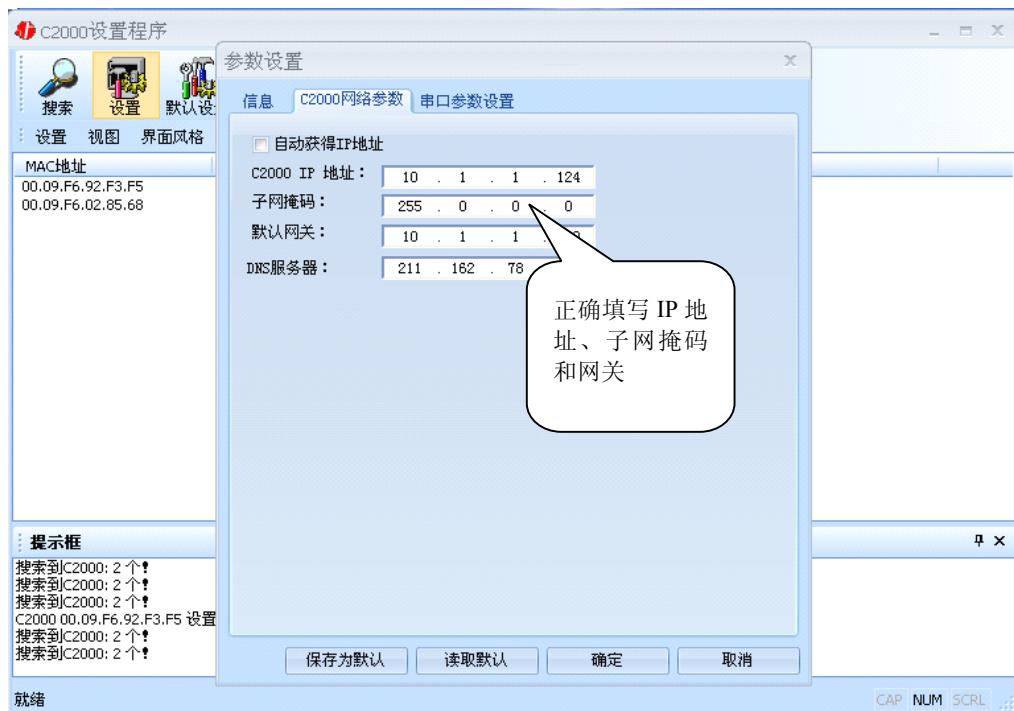 C2000设置程序
搜索 设置 默认设
设置 视图 界面风格
MAC地址
00.09.F6.92.F3.F5
00.09.F6.02.85.68
参数设置
信息 C2000网络参数 串口参数设置
自动获得IP地址
C2000 IP 地址： 10 . 1 . 1 . 124
子网掩码： 255 . 0 . 0 . 0
默认网关： 10 . 1 . 1 .
DNS服务器： 211 . 162 . 78
正确填写 IP 地
址、子网掩码
和网关
保存为默认 读取默认 确定 取消
提示框
搜索到C2000: 2 个!
搜索到C2000: 2 个!
搜索到C2000: 2 个!
C2000 00.09.F6.92.F3.F5 设置
搜索到C2000: 2 个!
搜索到C2000: 2 个!
就绪
CAP NUM SCRL